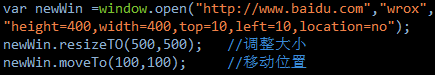 var newWin =window.open("http://www.baidu.com","wrox",
"height=400,width=400,top=10,left=10,location=no");
newWin.resizeTO(500,500);   //调整大小
newWin.moveTo(100,100);    //移动位置